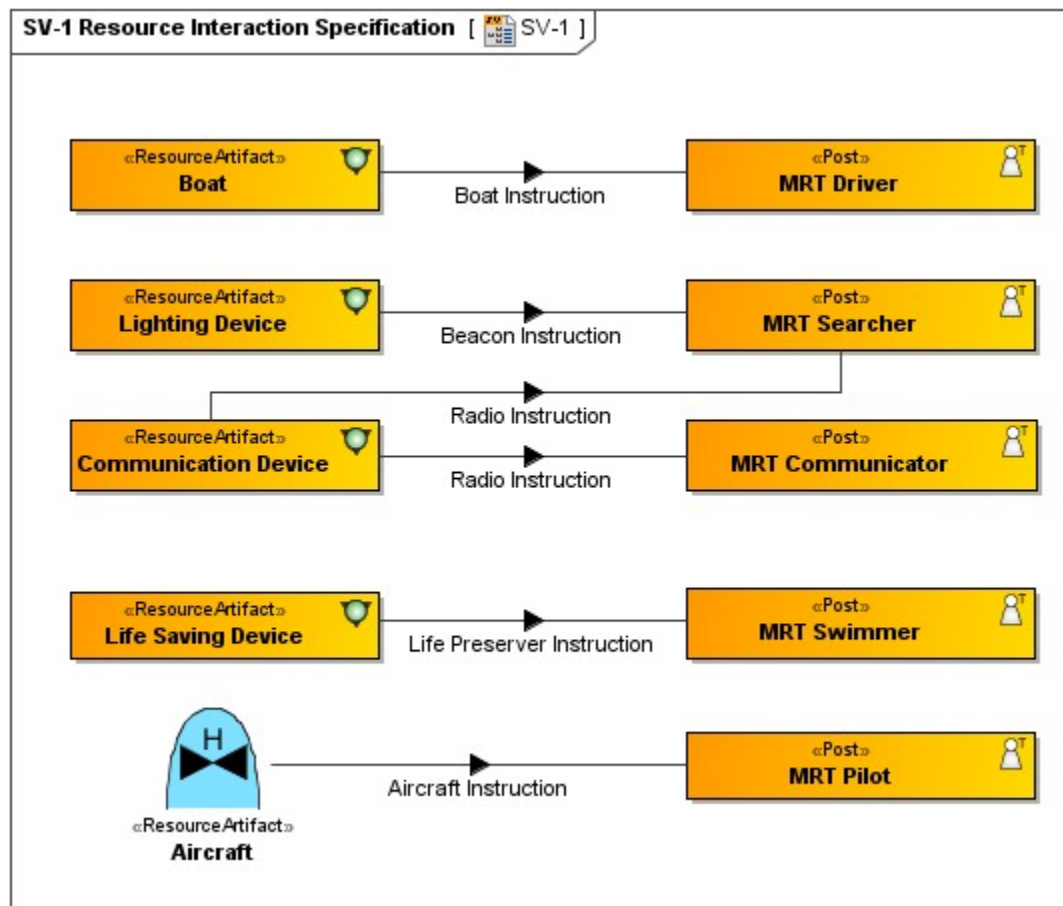 SV-1 Resource Interaction Specification [ SV-1 ]
«ResourceArtifact»
Boat
Boat Instruction
«Post»
MRT Driver
«ResourceArtifact»
Lighting Device
Beacon Instruction
«Post»
MRT Searcher
Radio Instruction
«ResourceArtifact»
Communication Device
Radio Instruction
«Post»
MRT Communicator
«ResourceArtifact»
Life Saving Device
Life Preserver Instruction
«Post»
MRT Swimmer
H
«ResourceArtifact»
Aircraft
Aircraft Instruction
«Post»
MRT Pilot